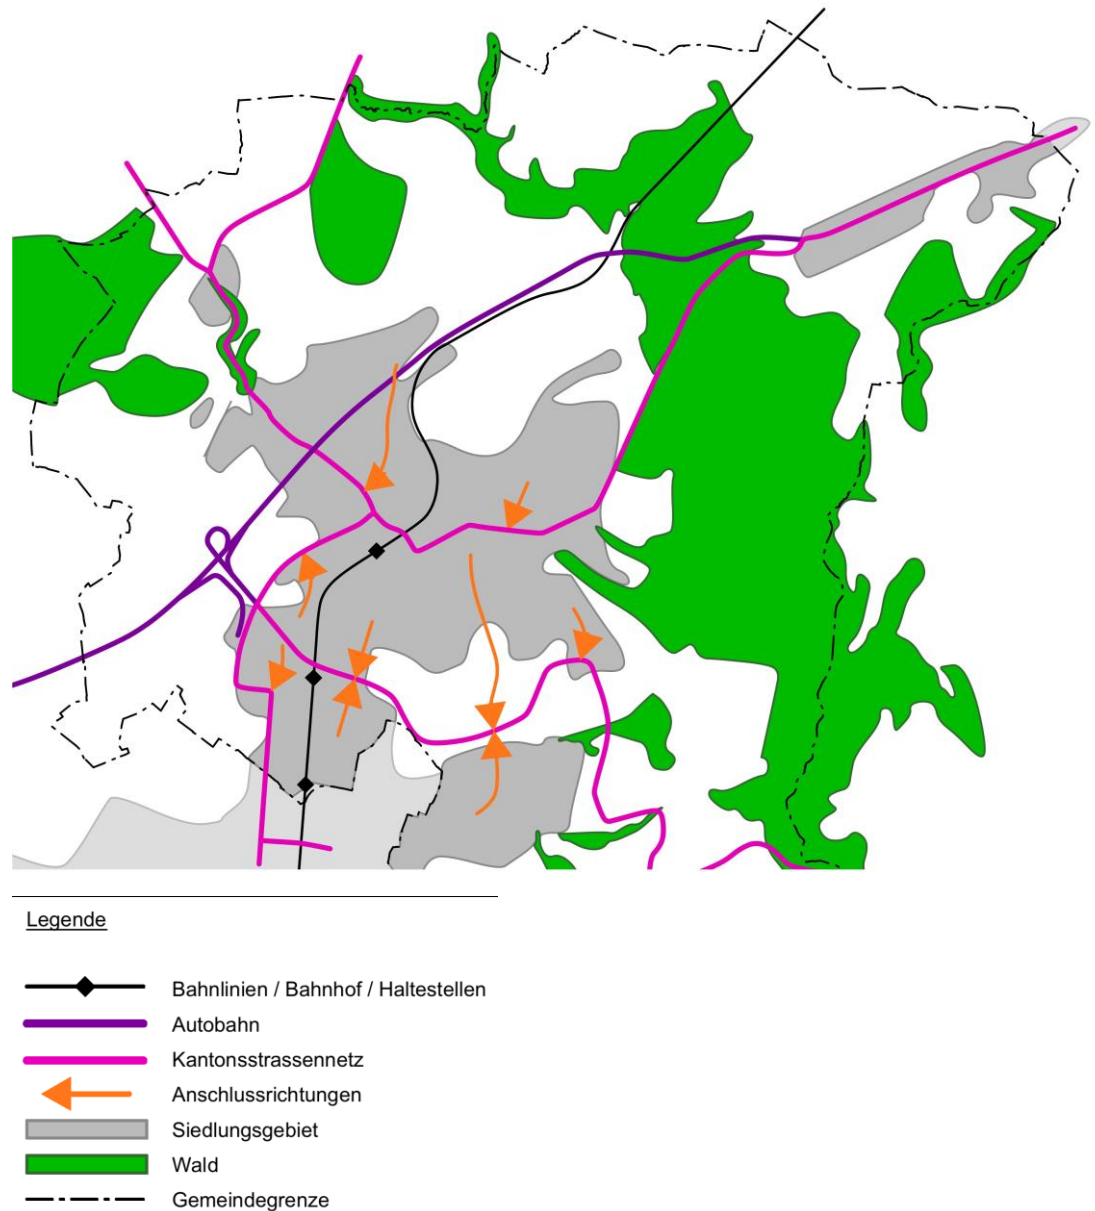 Legende
Bahnlinien / Bahnhof / Haltestellen
Autobahn
Kantonsstrassennetz
Anschlussrichtungen
Siedlungsgebiet
Wald
Gemeindegrenze